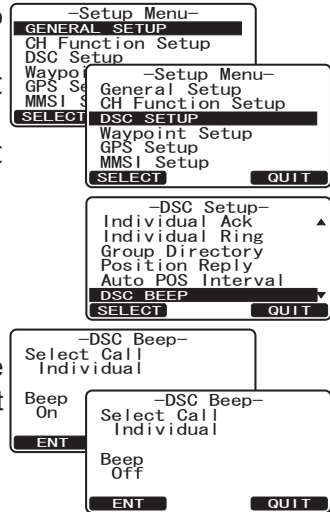 -Setup Menu-
GENERAL SETUP
CH Function Setup
DSC Setup
Waypoi
GPS Se
MMSI S
SELECT
-Setup Menu-
General Setup
CH Function Setup
DSC SETUP
Waypoint Setup
GPS Setup
MMSI Setup
SELECT QUIT
-DSC Setup-
Individual Ack
Individual Ring
Group Directory
Position Reply
Auto POS Interval
DSC BEEP
SELECT QUIT
-DSC Beep-
Select Call
Individual
Beep
On
ENT
-DSC Beep-
Select Call
Individual
Beep
Off
ENT QUIT